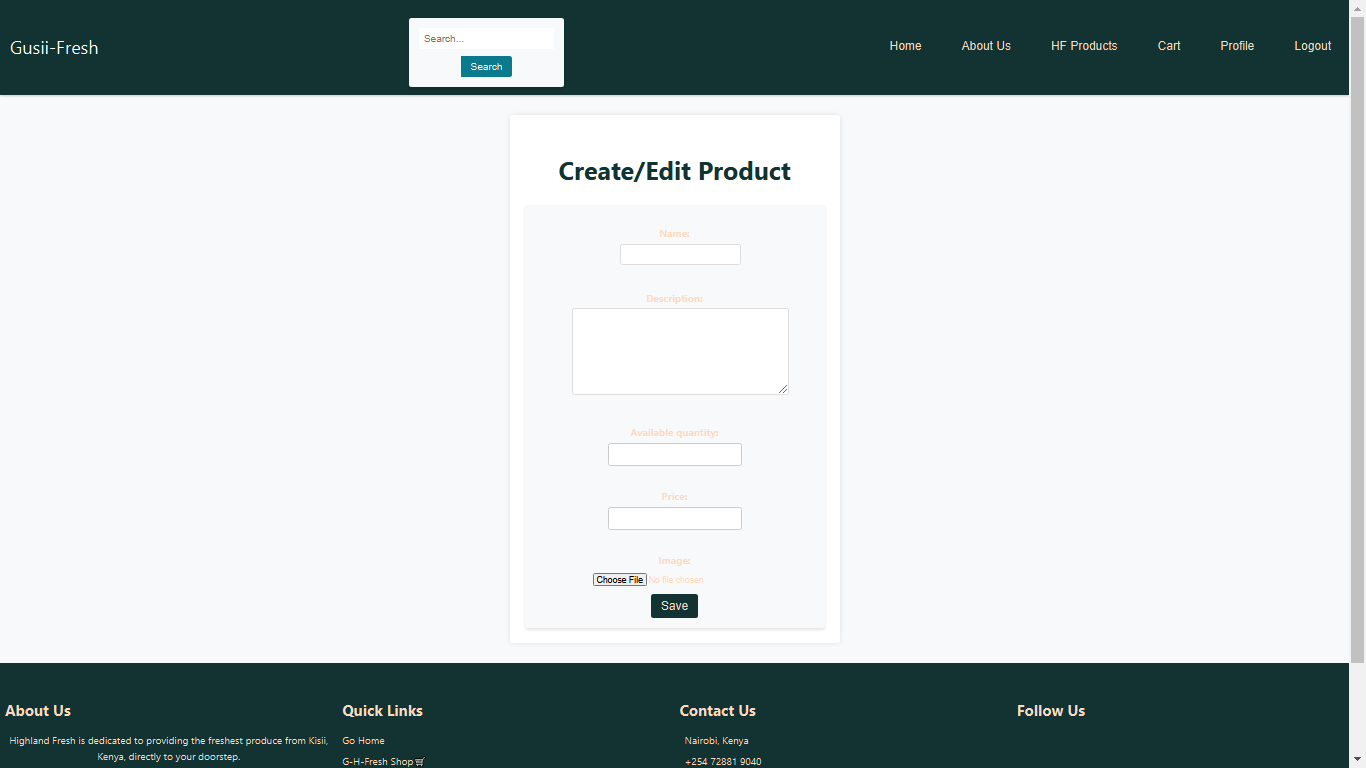 Gusii-Fresh
Search...
Search
Home
About Us
HF Products
Cart
Profile
Logout
Create/Edit Product
Name:
Description:
Available quantity:
Price:
Image:
Choose File No file chosen
Save
About Us
Highland Fresh is dedicated to providing the freshest produce from Kisii,
Kenya, directly to your doorstep.
Quick Links
Go Home
G-H-Fresh Shop🛒
Contact Us
Nairobi, Kenya
+254 72881 9040
Follow Us